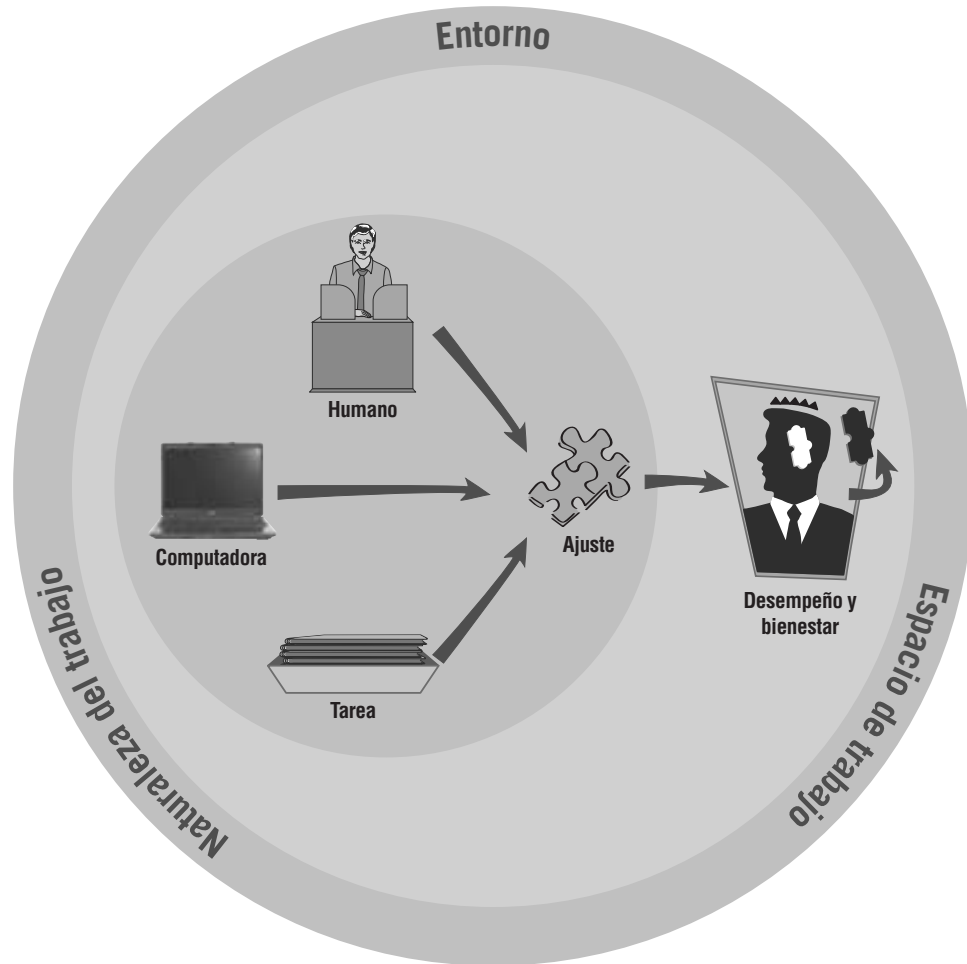 Entorno
Humano
Computadora
Ajuste
Desempeño y
bienestar
Tarea
Naturaleza del trabajo
Espacio de trabajo